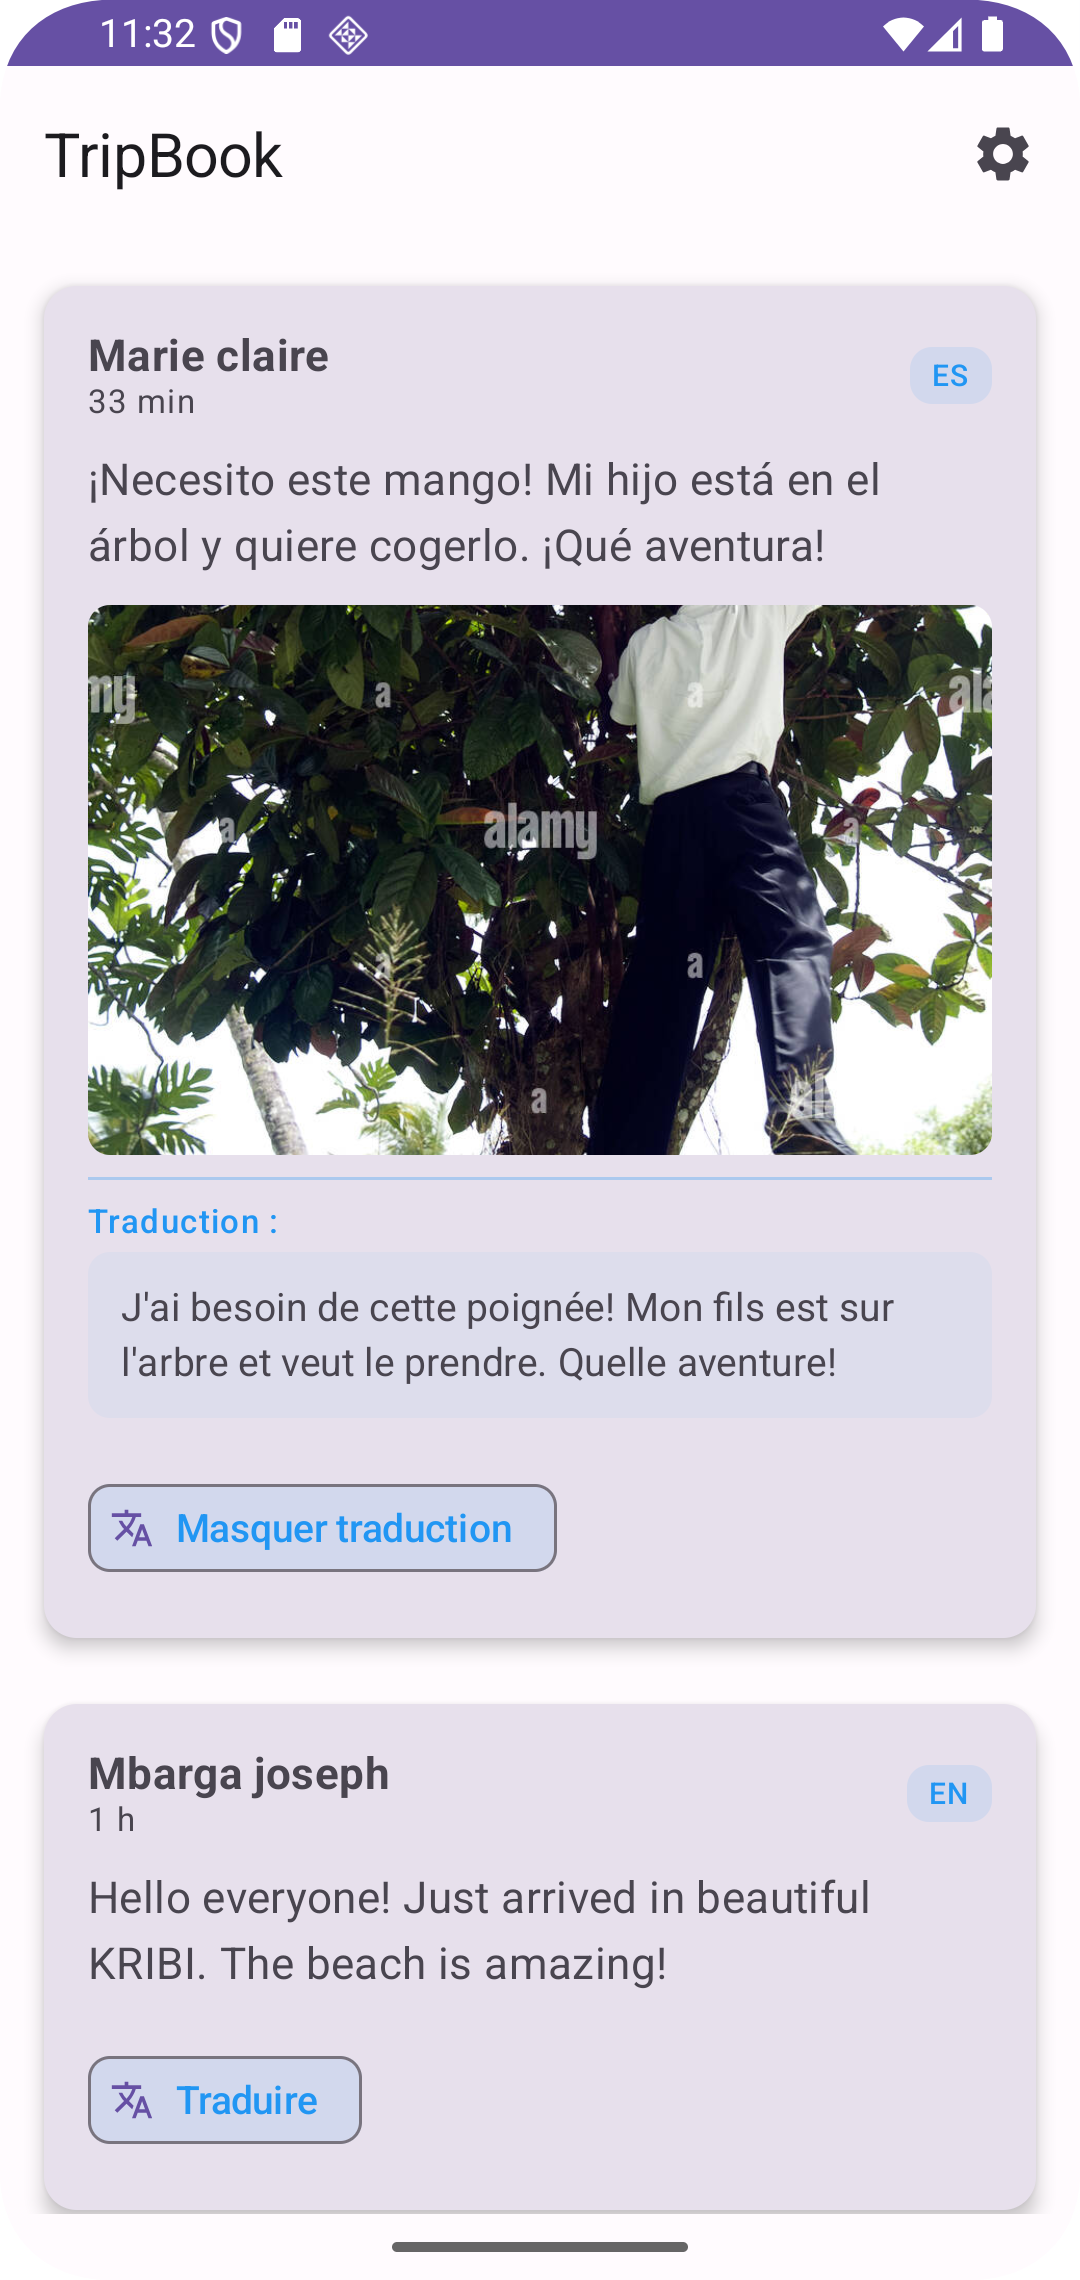 11:32
TripBook
Marie claire
33 min
ES
¡Necesito este mango! Mi hijo está en el
árbol y quiere cogerlo. ¡Qué aventura!
my
a
a
ala
a
alamy
a
a
a
a
al
Traduction :
J'ai besoin de cette poignée! Mon fils est sur
l'arbre et veut le prendre. Quelle aventure!
Masquer traduction
Mbarga joseph
1 h
EN
Hello everyone! Just arrived in beautiful
KRIBI. The beach is amazing!
Traduire